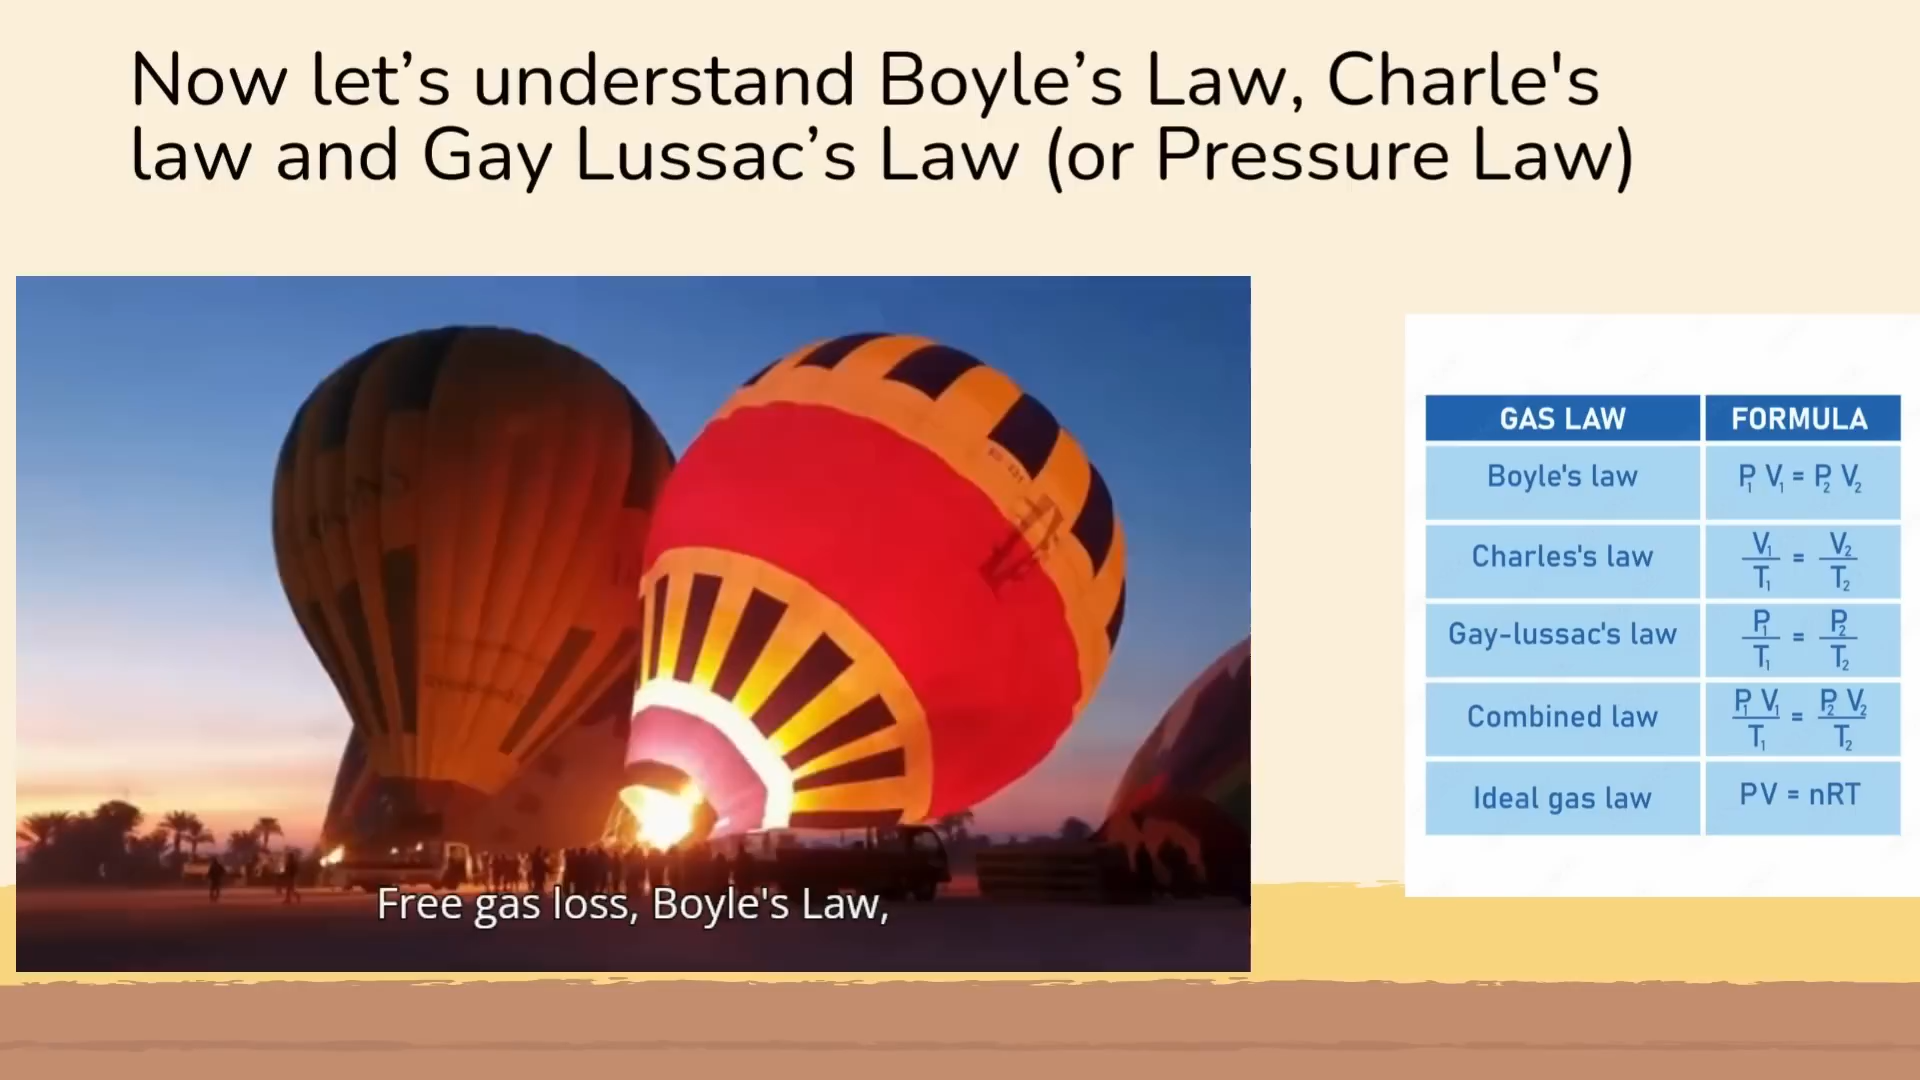 Now let’s understand Boyle’s Law, Charle's
law and Gay Lussac’s Law (or Pressure Law)
Free gas loss, Boyle's Law,
GAS LAW FORMULA
Boyle's law P₁ V₁ = P₂ V₂
Charles's law V₁/T₁ = V₂/T₂
Gay-lussac's law P₁/T₁ = P₂/T₂
Combined law P₁ V₁/T₁ = P₂ V₂/T₂
Ideal gas law PV = nRT